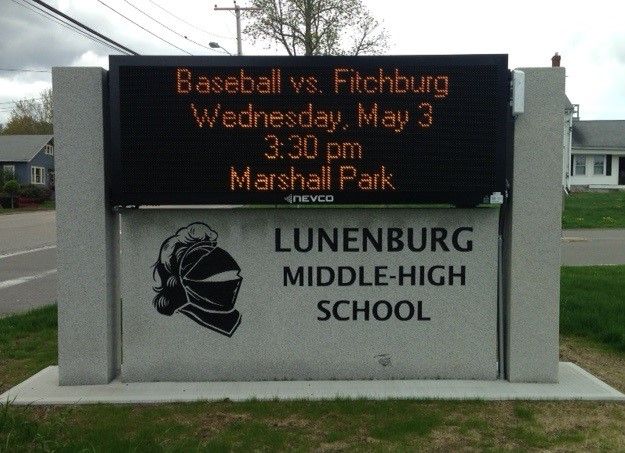 Baseball vs. Fitchburg
Wednesday, May 3
3:30 pm
Marshall Park
NEVCO
LUNENBURG
MIDDLE-HIGH
SCHOOL